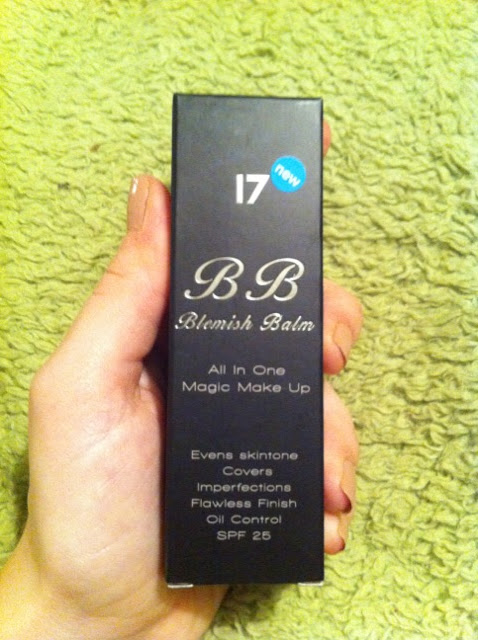 17
new
BB
Blemish Balm
All In One
Magic Make Up
Evens skintone
Covers
Imperfections
Flawless Finish
Oil Control
SPF 25